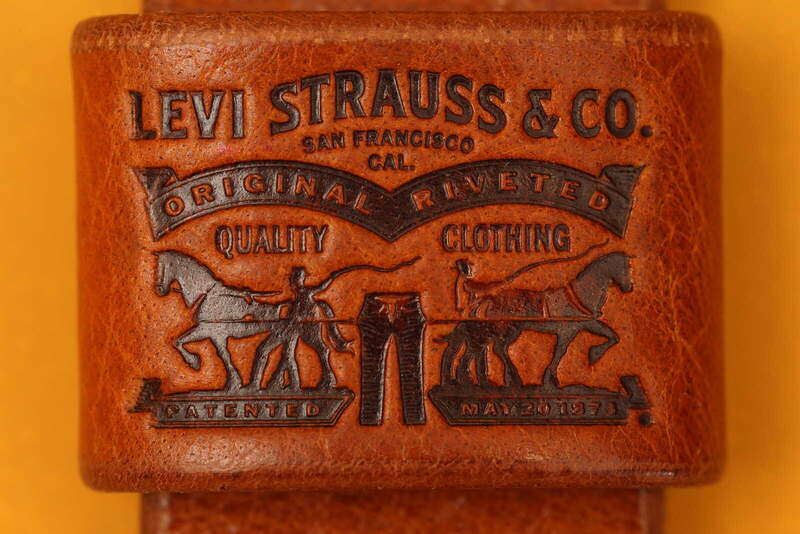 LEVI STRAUSS & CO.
SAN FRANCISCO
CAL.
ORIGINAL RIVETED
QUALITY CLOTHING
PATENTED MAY 20 1873